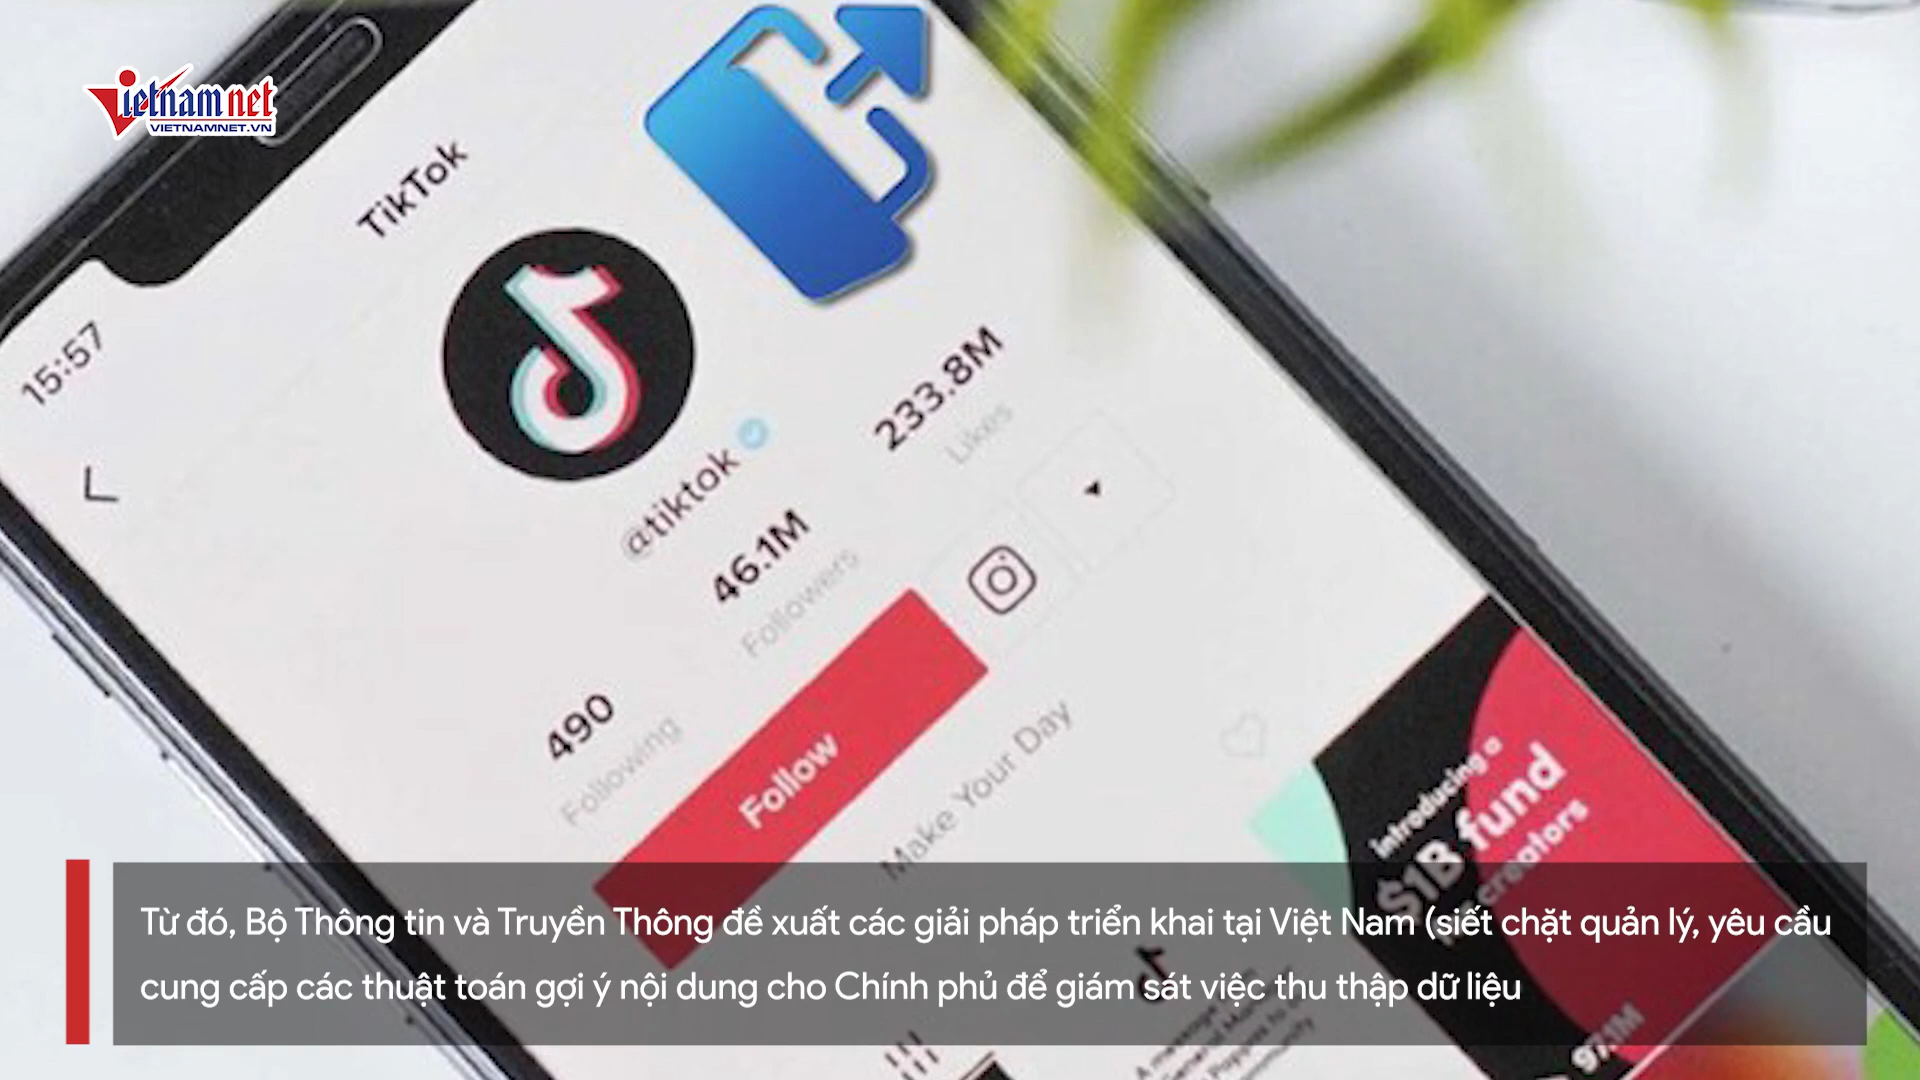 Vietnamnet
VIETNAMNET.VN
15:57
TikTok
@tiktok
490
Following
46.1M
Followers
233.8M
Likes
Follow
Make Your Day
introducing a
$1B fund
creators
97.1M
Từ đó, Bộ Thông tin và Truyền Thông đề xuất các giải pháp triển khai tại Việt Nam (siết chặt quản lý, yêu cầu
cung cấp các thuật toán gợi ý nội dung cho Chính phủ để giám sát việc thu thập dữ liệu
A message